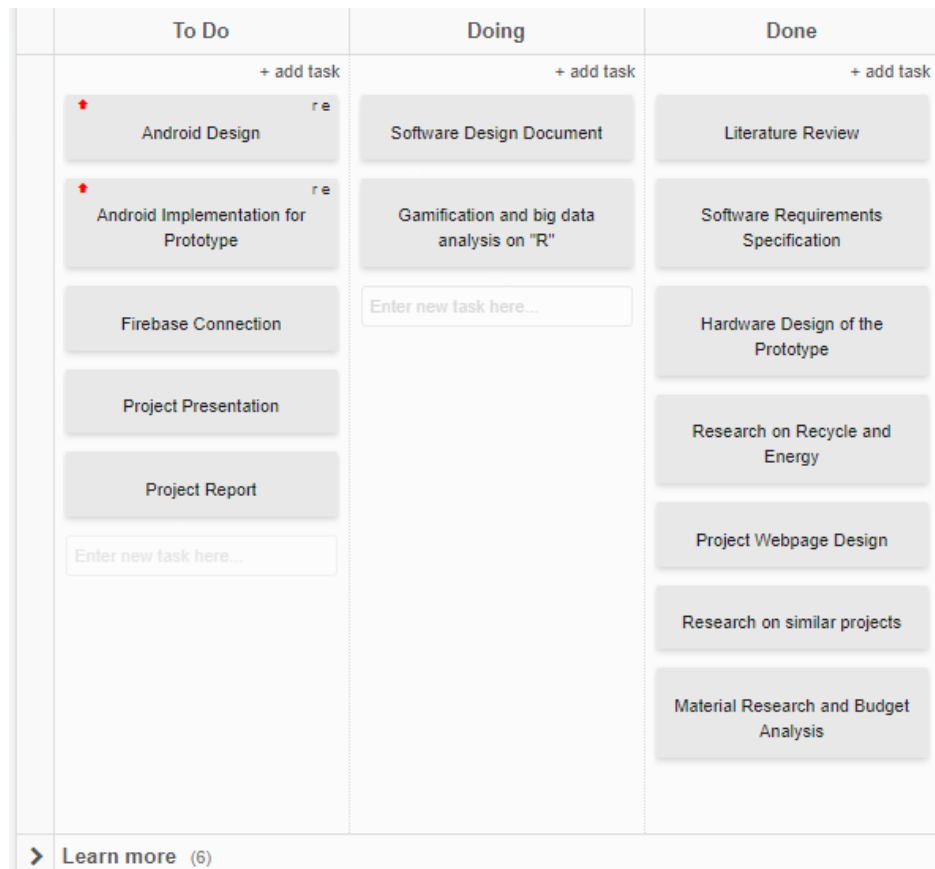 To Do
Doing
Done
+ add task
+ add task
+ add task
r e
Android Design
r e
Android Implementation for
Prototype
Firebase Connection
Project Presentation
Project Report
Enter new task here...
Software Design Document
Gamification and big data
analysis on "R"
Enter new task here...
Literature Review
Software Requirements
Specification
Hardware Design of the
Prototype
Research on Recycle and
Energy
Project Webpage Design
Research on similar projects
Material Research and Budget
Analysis
Learn more (6)